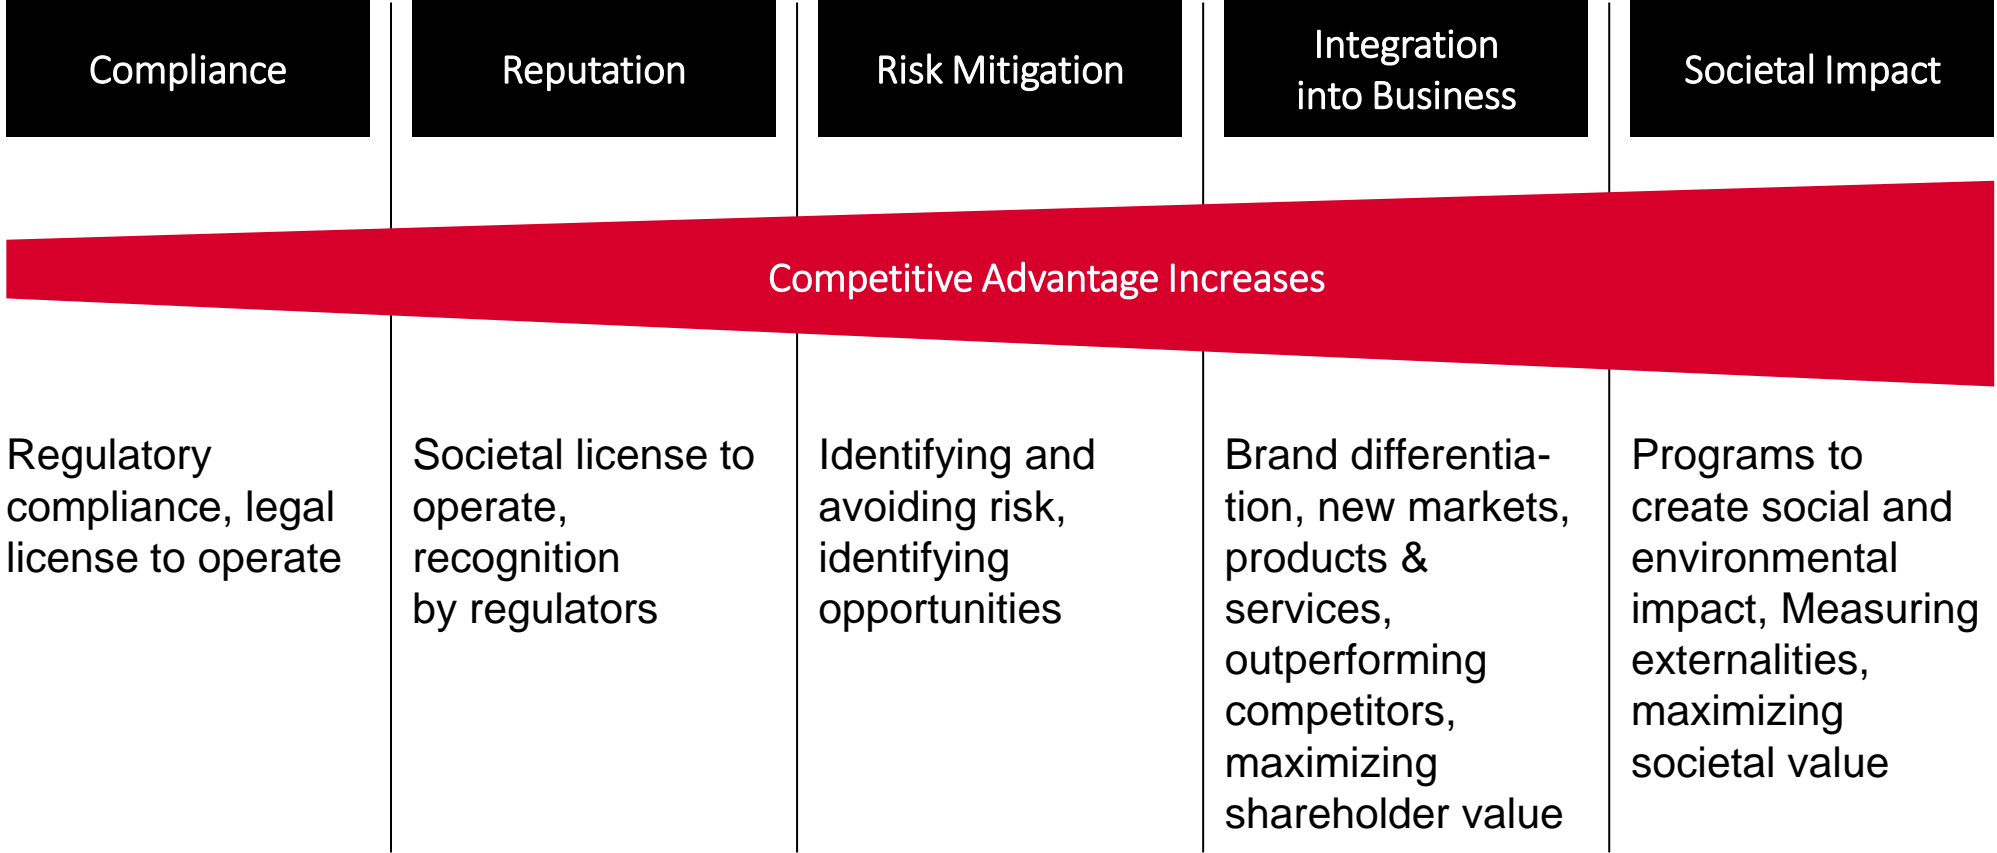 Compliance
Reputation
Risk Mitigation
Integration
into Business
Societal Impact
Competitive Advantage Increases
Regulatory
compliance, legal
license to operate
Societal license to
operate,
recognition
by regulators
Identifying and
avoiding risk,
identifying
opportunities
Brand differentia-
tion, new markets,
products &
services,
outperforming
competitors,
maximizing
shareholder value
Programs to
create social and
environmental
impact, Measuring
externalities,
maximizing
societal value